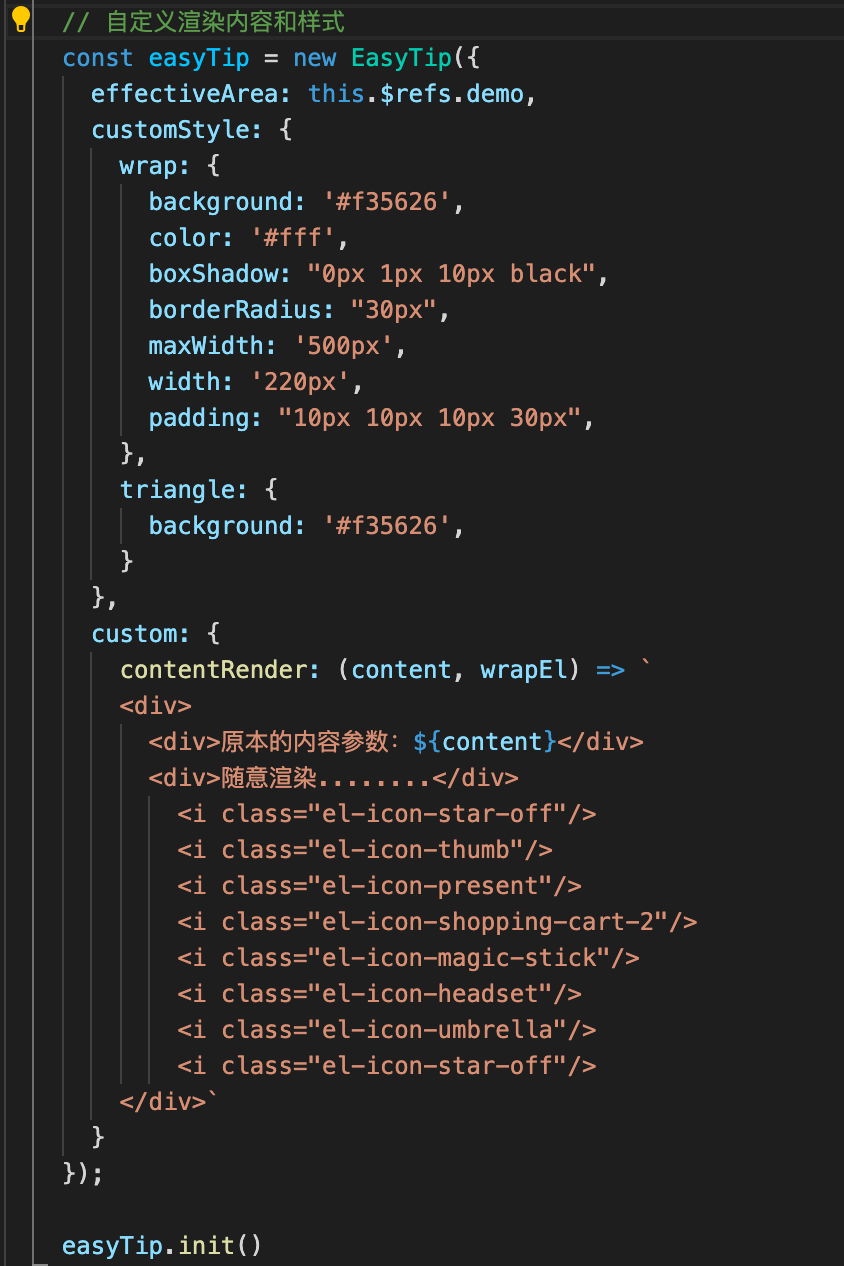 // 自定义渲染内容和样式
const easyTip = new EasyTip({
  effectiveArea: this.$refs.demo,
  customStyle: {
    wrap: {
      background: '#f35626',
      color: '#fff',
      boxShadow: "0px 1px 10px black",
      borderRadius: "30px",
      maxWidth: '500px',
      width: '220px',
      padding: "10px 10px 10px 30px",
    },
    triangle: {
      background: '#f35626',
    }
  },
  custom: {
    contentRender: (content, wrapEl) => `
    <div>
      <div>原本的内容参数：${content}</div>
      <div>随意渲染........</div>
        <i class="el-icon-star-off"/>
        <i class="el-icon-thumb"/>
        <i class="el-icon-present"/>
        <i class="el-icon-shopping-cart-2"/>
        <i class="el-icon-magic-stick"/>
        <i class="el-icon-headset"/>
        <i class="el-icon-umbrella"/>
        <i class="el-icon-star-off"/>
    </div>`
  }
});

easyTip.init()